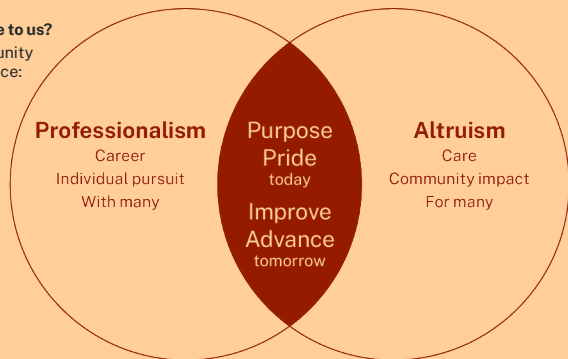 e to us?
unity
ce:
Professionalism
Career
Individual pursuit
With many
Purpose
Pride
today
Improve
Advance
tomorrow
Altruism
Care
Community impact
For many